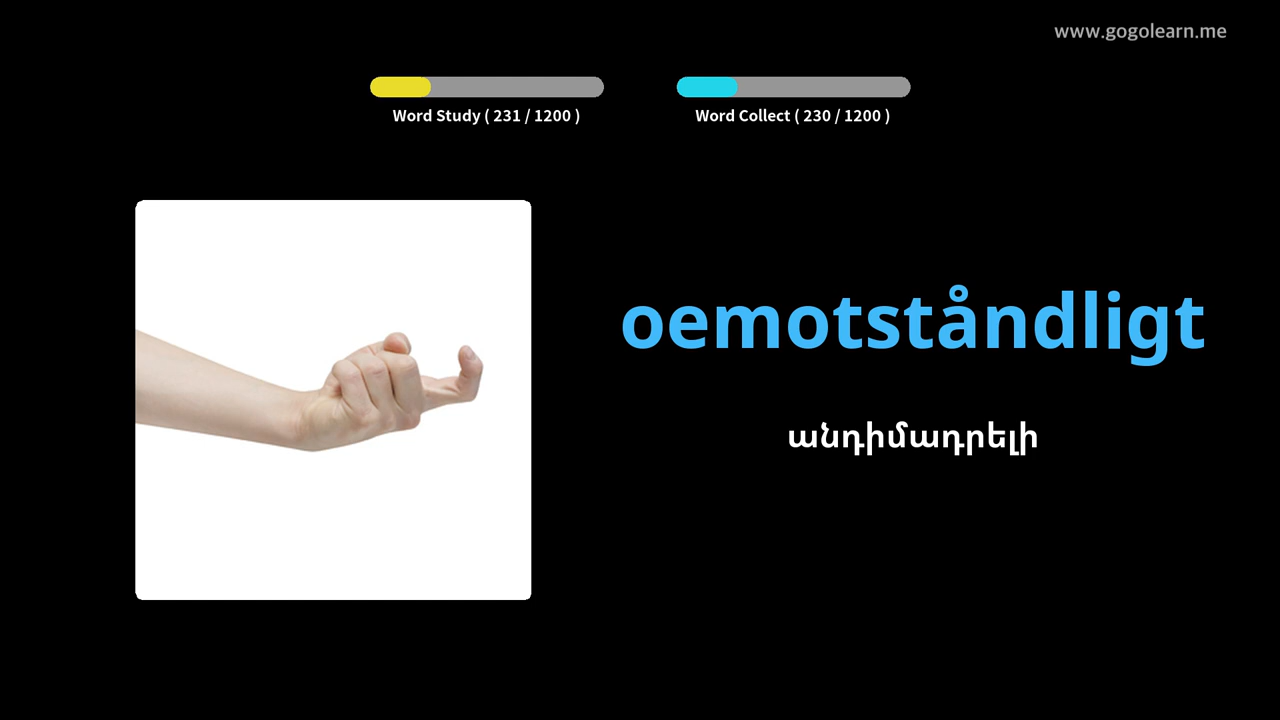 www.gogolearn.me
Word Study ( 231 / 1200 )
Word Collect ( 230 / 1200 )
oemotståndligt
անդիմադրելի